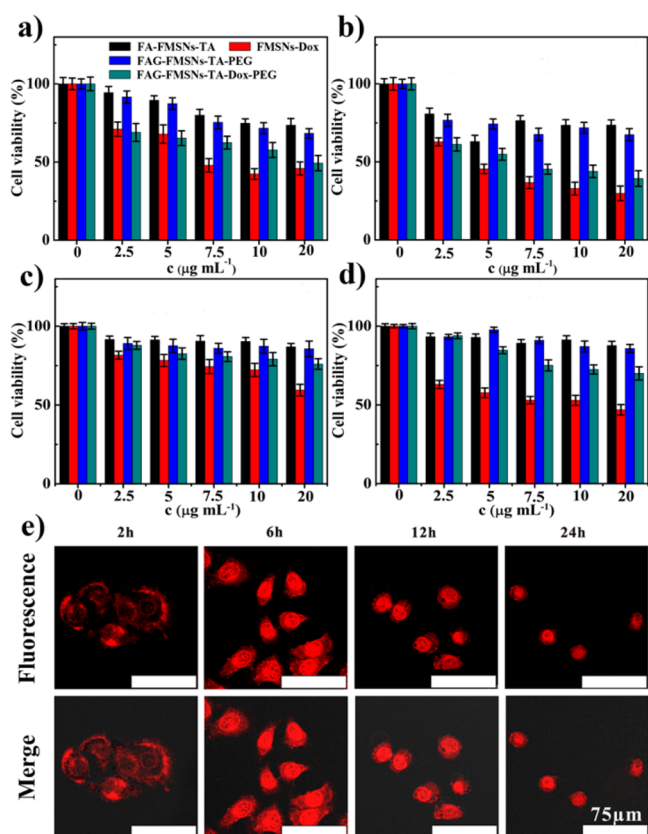 a)
b)
FA-FMSNs-TA FMSNs-Dox
FAG-FMSNs-TA-PEG
FAG-FMSNs-TA-Dox-PEG
Cell viability (%)
100
50
0
0 2.5 5 7.5 10 20
c (μg mL⁻¹)
Cell viability (%)
100
50
0
0 2.5 5 7.5 10 20
c (μg mL⁻¹)
c)
d)
Cell viability (%)
100
50
0
0 2.5 5 7.5 10 20
c (μg mL⁻¹)
Cell viability (%)
100
50
0
0 2.5 5 7.5 10 20
c (μg mL⁻¹)
e)
2h 6h 12h 24h
Fluorescence
Merge
75μm